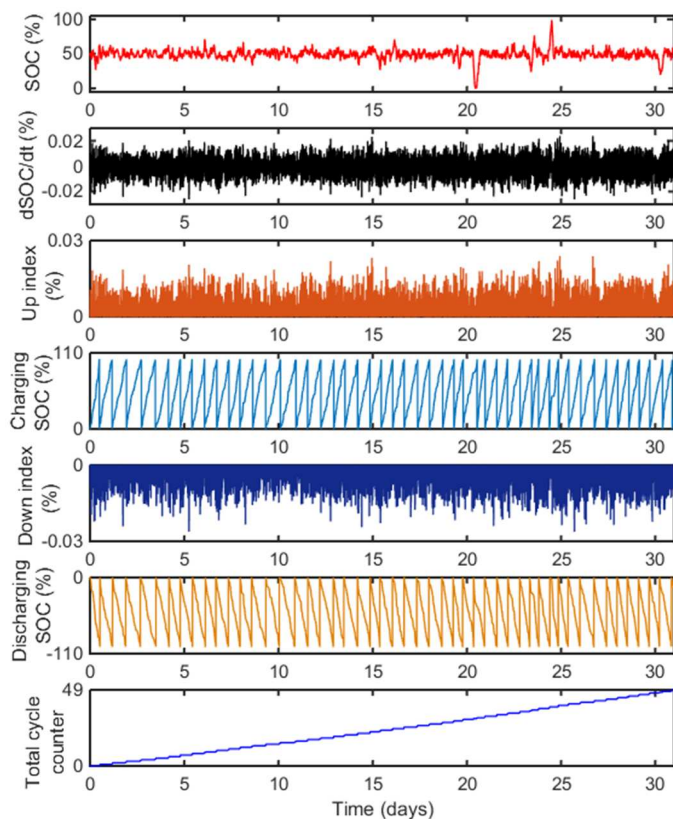 SOC (%)
100
50
0
0 5 10 15 20 25 30
dSOC/dt (%)
0.02
0
-0.02
0 5 10 15 20 25 30
Up index
(%)
0.03
0
0 5 10 15 20 25 30
Charging
SOC (%)
110
0
0 5 10 15 20 25 30
Down index
(%)
0
-0.03
0 5 10 15 20 25 30
Discharging
SOC (%)
0
-110
0 5 10 15 20 25 30
Total cycle
counter
49
0
0 5 10 15 20 25 30
Time (days)